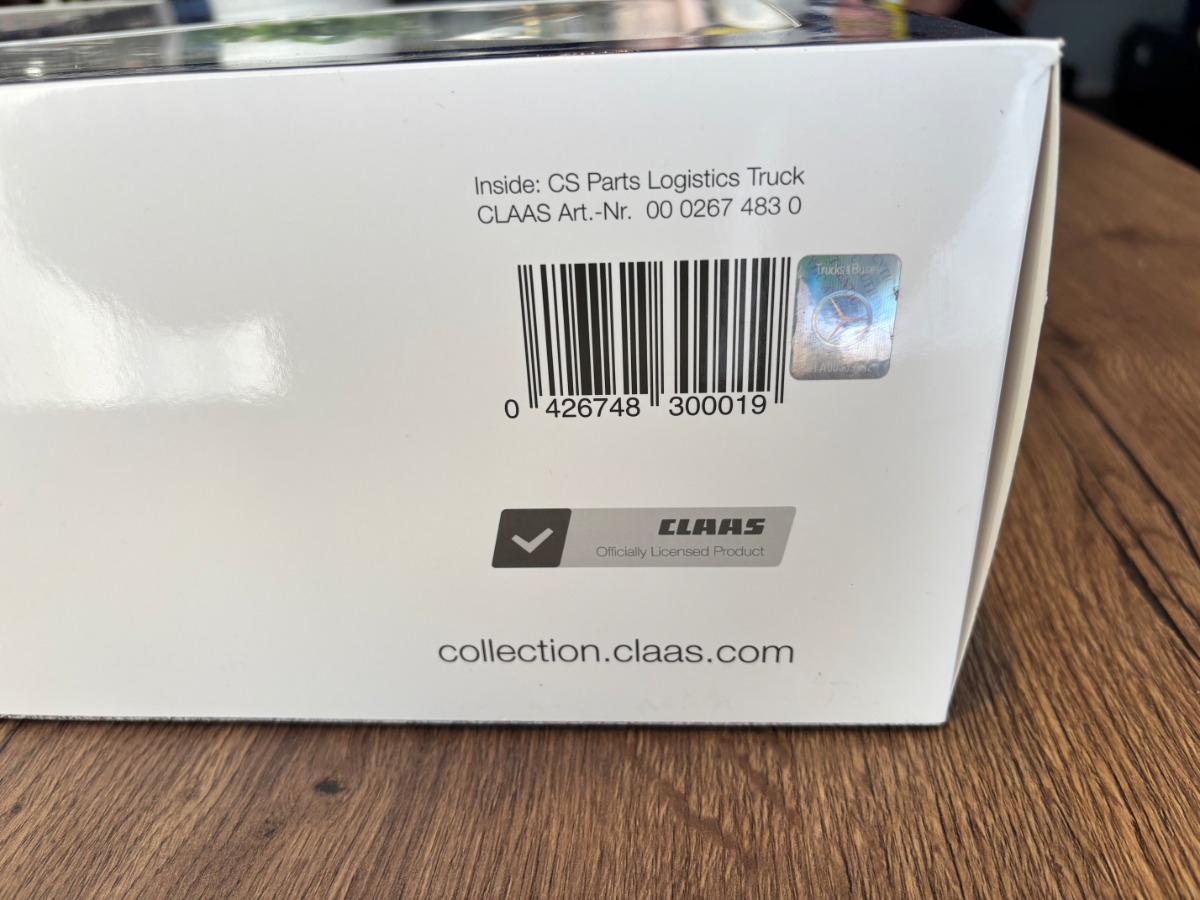 Inside: CS Parts Logistics Truck
CLAAS Art.-Nr. 00 0267 483 0
Trucks
0 426748 300019
CLAAS
Officially Licensed Product
collection.claas.com